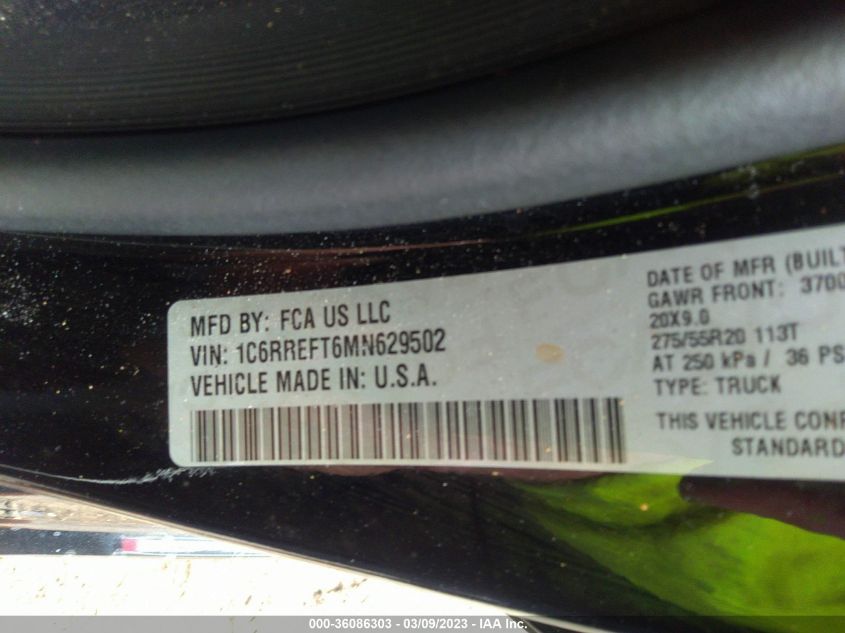 MFD BY: FCA US LLC
VIN: 1C6RREFT6MN629502
VEHICLE MADE IN: U.S.A.
DATE OF MFR (BUILT
GAWR FRONT: 3700
20X9.0
275/55R20 113T
AT 250 kPa / 36 PS
TYPE: TRUCK
THIS VEHICLE CONF
STANDARD
000-36086303 - 03/09/2023 - IAA Inc.